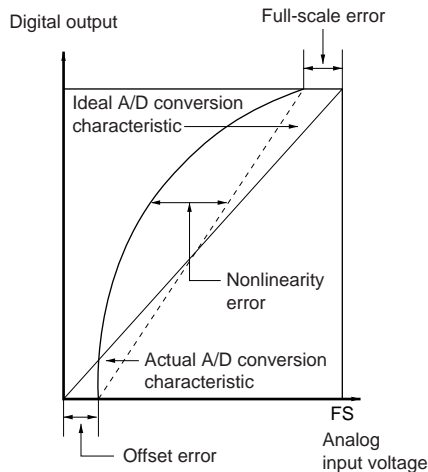 Full-scale error
Digital output
Ideal A/D conversion
characteristic
Nonlinearity
error
Actual A/D conversion
characteristic
FS
Offset error
Analog
input voltage